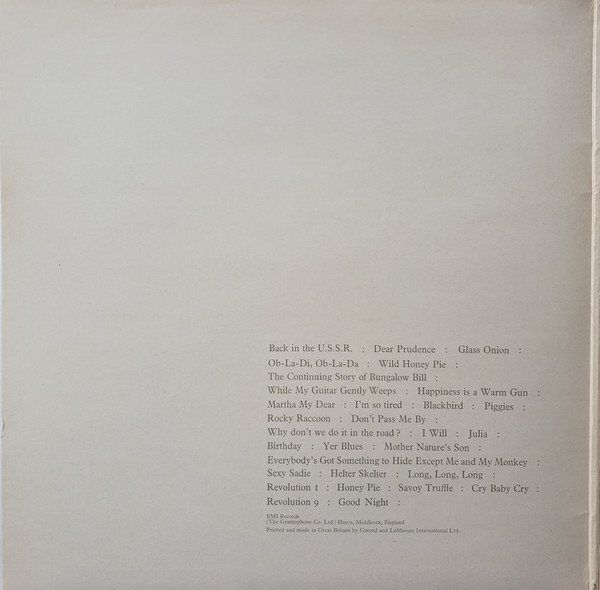 Back in the U.S.S.R. : Dear Prudence : Glass Onion :
Ob-La-Di, Ob-La-Da : Wild Honey Pie :
The Continuing Story of Bungalow Bill :
While My Guitar Gently Weeps : Happiness is a Warm Gun :
Martha My Dear : I'm so tired : Blackbird : Piggies :
Rocky Raccoon : Don't Pass Me By :
Why don't we do it in the road? : I Will : Julia :
Birthday : Yer Blues : Mother Nature's Son :
Everybody's Got Something to Hide Except Me and My Monkey :
Sexy Sadie : Helter Skelter : Long, Long, Long :
Revolution 1 : Honey Pie : Savoy Truffle : Cry Baby Cry :
Revolution 9 : Good Night :
EMI Records
(The Gramophone Co. Ltd.) Hayes, Middlesex, England
Printed and made in Great Britain by Garrod and Lofthouse International Ltd.